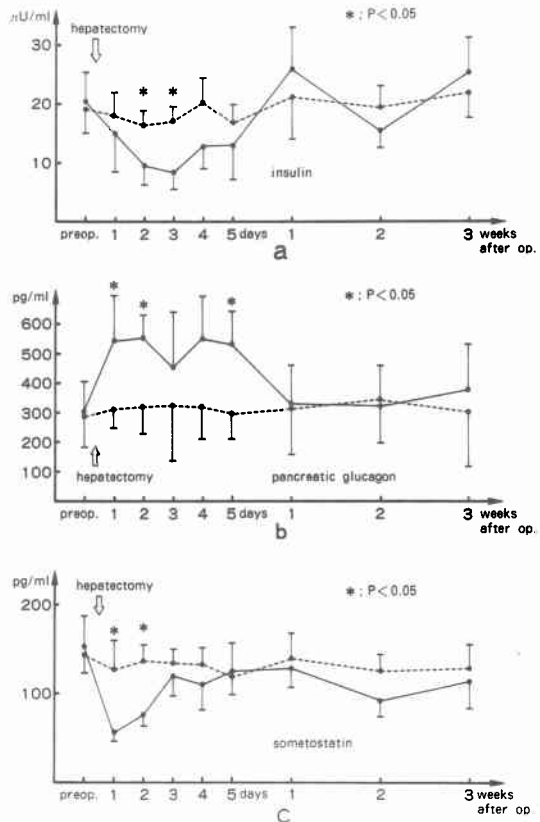 μU/ml
hepatectomy
* : P<0.05
30
* *
20
10
insulin
preop. 1 2 3 4 5 days 1 2 3 weeks
after op.
a
pg/ml
* : P<0.05
600
* * *
500
400
300
200
100
hepatectomy
pancreatic glucagon
preop. 1 2 3 4 5 days 1 2 3 weeks
after op.
b
pg/ml
hepatectomy
* : P<0.05
200
* *
100
sometostatin
preop. 1 2 3 4 5 days 1 2 3 weeks
after op.
C